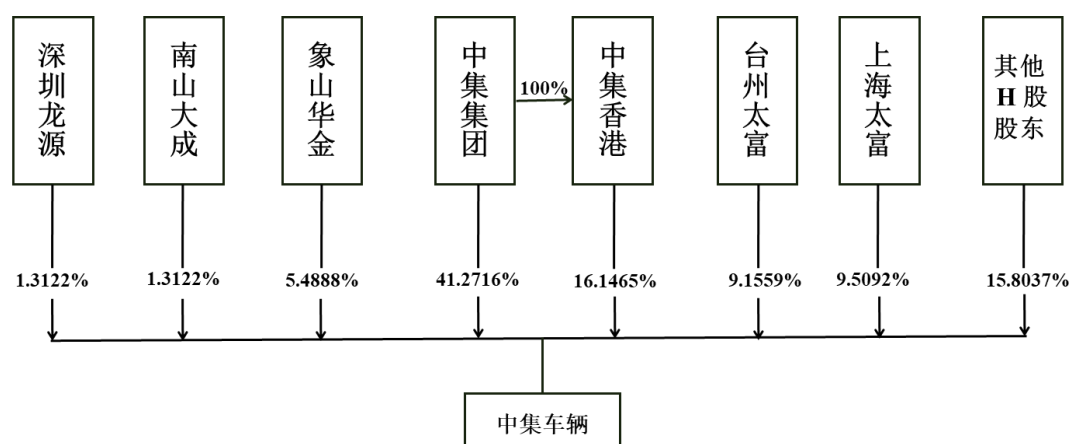 深圳龙源
南山大成
象山华金
中集集团
100%
中集香港
台州太富
上海太富
其他
H 股
股东
1.3122%
1.3122%
5.4888%
41.2716%
16.1465%
9.1559%
9.5092%
15.8037%
中集车辆